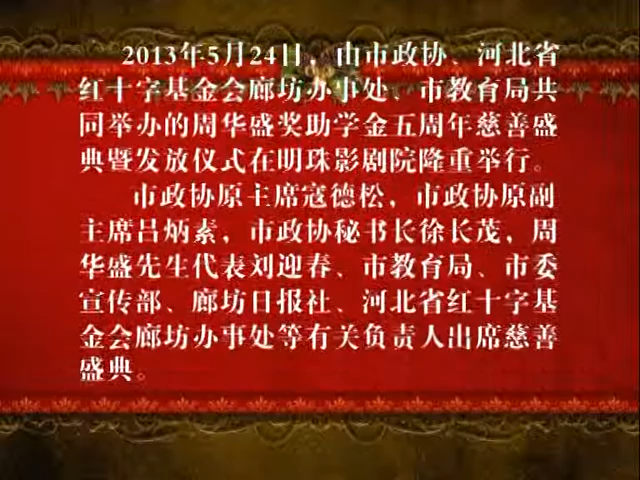 2013年5月24日，由市政协、河北省
红十字基金会廊坊办事处、市教育局共
同举办的周华盛奖助学金五周年慈善盛
典暨发放仪式在明珠影剧院隆重举行。
市政协原主席寇德松，市政协原副
主席吕炳素，市政协秘书长徐长茂，周
华盛先生代表刘迎春、市教育局、市委
宣传部、廊坊日报社、河北省红十字基
金会廊坊办事处等有关负责人出席慈善
盛典。